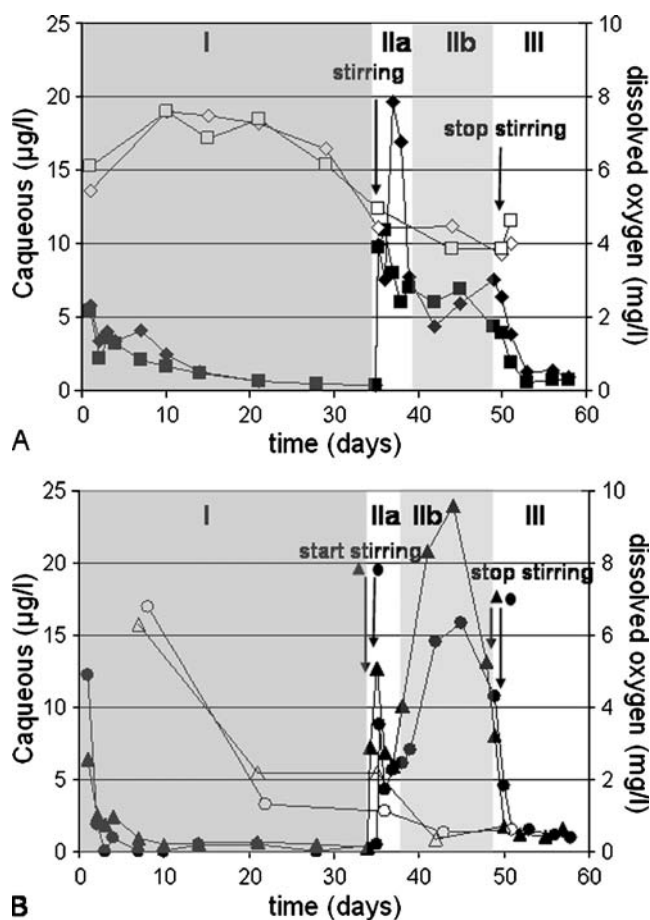 25 10
I IIa IIb III
20 8
stirring
stop stirring
15 6
10 4
5 2
0 0
0 10 20 30 40 50 60
Caqueous (µg/l)
dissolved oxygen (mg/l)
time (days)
A
25 10
I IIa IIb III
start stirring
20 8
stop stirring
15 6
10 4
5 2
0 0
0 10 20 30 40 50 60
Caqueous (µg/l)
dissolved oxygen (mg/l)
time (days)
B